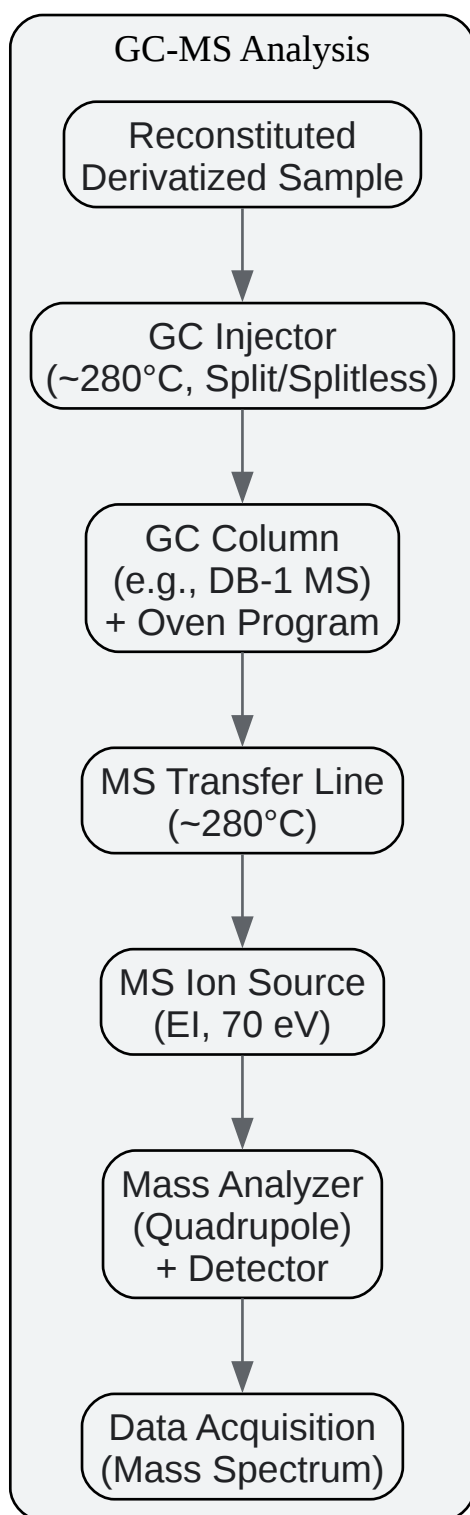 GC-MS Analysis
Reconstituted
Derivatized Sample
GC Injector
(~280°C, Split/Splitless)
GC Column
(e.g., DB-1 MS)
+ Oven Program
MS Transfer Line
(~280°C)
MS Ion Source
(EI, 70 eV)
Mass Analyzer
(Quadrupole)
+ Detector
Data Acquisition
(Mass Spectrum)